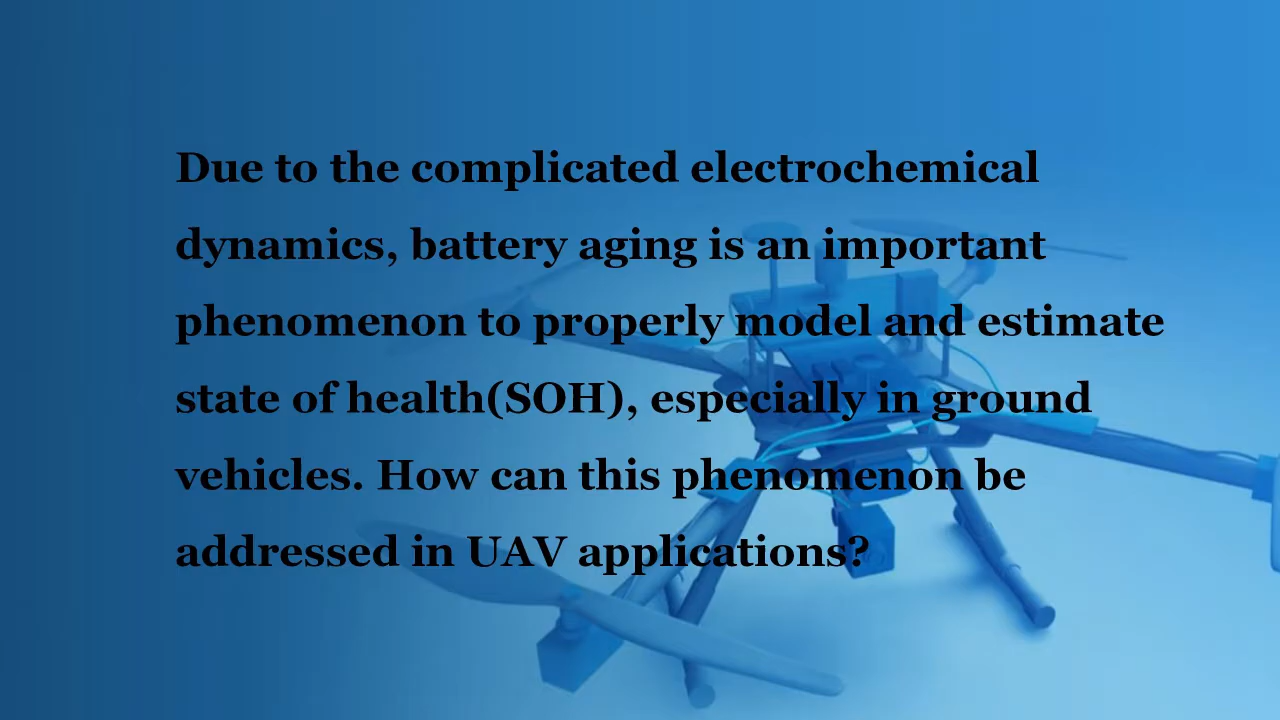 Due to the complicated electrochemical
dynamics, battery aging is an important
phenomenon to properly model and estimate
state of health(SOH), especially in ground
vehicles. How can this phenomenon be
addressed in UAV applications?